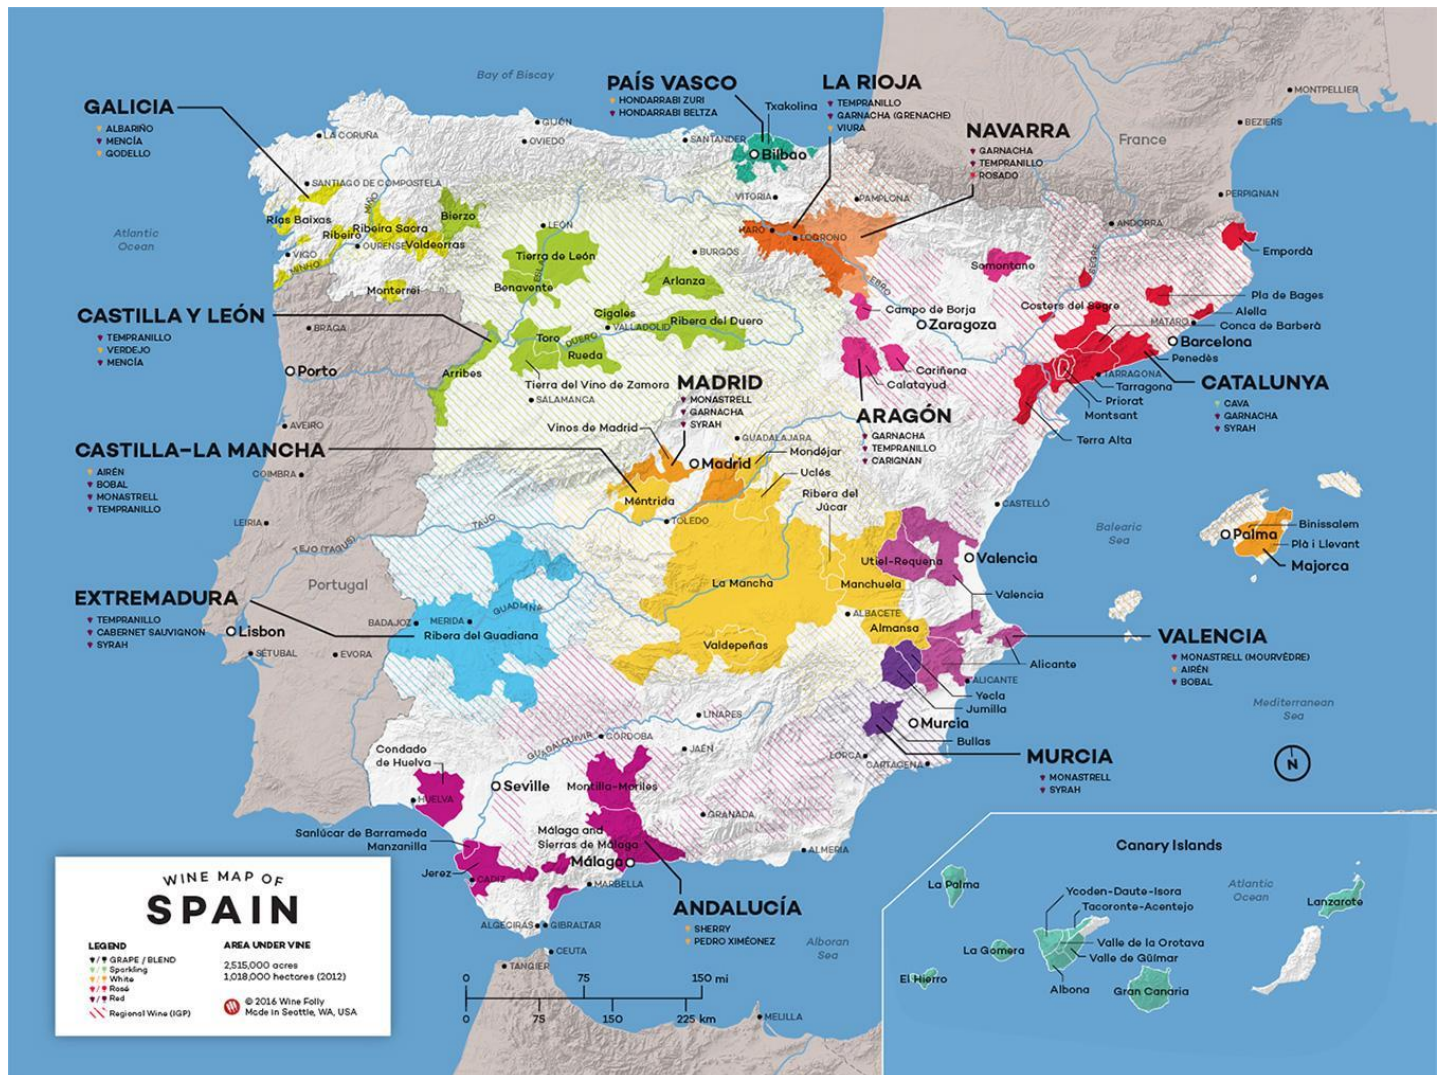 Bay of Biscay
GALICIA
ALBARIÑO
MENCÍA
GODELLO
PAÍS VASCO
HONDARRABI ZURI
HONDARRABI BELTZA
Txakolina
LA RIOJA
TEMPRANILLO
GARNACHA (GRENACHE)
VIURA
NAVARRA
GARNACHA
TEMPRANILLO
ROSADO
MONTPELLIER
BEZIERS
France
PERPIGNAN
ANDORRA
LA CORUÑA
GIJÓN
OVIEDO
SANTANDER
Bilbao
VITORIA
PAMPLONA
SANTIAGO DE COMPOSTELA
MIÑO
Rías Baixas
Ribeiro
Ribeira Sacra
Bierzo
OURENSE
Valdeorras
VIGO
MINHO
Monterrei
Atlantic
Ocean
LEÓN
Tierra de León
ESLA
Benavente
BURGOS
Arlanza
HARO
LOGROÑO
EBRO
Somontano
SEGRE
Empordà
Costers del Segre
Pla de Bages
Alella
MATARO
Conca de Barberà
Barcelona
Penedès
CATALUNYA
CAVA
GARNACHA
SYRAH
TARRAGONA
Tarragona
Priorat
Montsant
Terra Alta
CASTILLA Y LEÓN
TEMPRANILLO
VERDEJO
MENCÍA
BRAGA
Porto
Cigales
VALLADOLID
Ribera del Duero
Toro
DUERO
Rueda
Arribes
Tierra del Vino de Zamora
SALAMANCA
Campo de Borja
Zaragoza
Cariñena
Calatayud
ARAGÓN
GARNACHA
TEMPRANILLO
CARIGNAN
MADRID
MONASTRELL
GARNACHA
SYRAH
Vinos de Madrid
GUADALAJARA
Madrid
Mondéjar
Uclés
Ribera del
Júcar
AVEIRO
CASTILLA–LA MANCHA
AIRÉN
BOBAL
MONASTRELL
TEMPRANILLO
COIMBRA
LEIRIA
Méntrida
TOLEDO
TAJO
TEJO (TAGUS)
CASTELLÓ
Balearic
Sea
Palma
Binissalem
Plà i Llevant
Majorca
Portugal
Utiel-Requena
Valencia
La Mancha
Manchuela
Valencia
EXTREMADURA
TEMPRANILLO
CABERNET SAUVIGNON
SYRAH
Lisbon
SÉTUBAL
EVORA
BADAJOZ
MERIDA
GUADIANA
Ribera del Guadiana
ALBACETE
Almansa
Valdepeñas
VALENCIA
MONASTRELL (MOURVÈDRE)
AIRÉN
BOBAL
Alicante
ALICANTE
Yecla
Jumilla
Mediterranean
Sea
Murcia
Bullas
LORCA
CARTAGENA
MURCIA
MONASTRELL
SYRAH
N
LINARES
CÓRDOBA
GUADALQUIVIR
JAÉN
Condado
de Huelva
HUELVA
Seville
Montilla-Moriles
GRANADA
Sanlúcar de Barrameda
Manzanilla
Málaga and
Sierras de Málaga
Málaga
ALMERIA
Jerez
CADIZ
MARBELLA
ANDALUCÍA
SHERRY
PEDRO XIMÉONEZ
ALGECIRAS
GIBRALTAR
CEUTA
TANGIER
Alboran
Sea
MELILLA
0 75 150 mi
0 75 150 225 km
WINE MAP OF
SPAIN
LEGEND
GRAPE / BLEND
Sparkling
White
Rosé
Red
Regional Wine (IGP)
AREA UNDER VINE
2,515,000 acres
1,018,000 hectares (2012)
© 2016 Wine Folly
Made in Seattle, WA, USA
Canary Islands
La Palma
Ycoden-Daute-Isora
Tacoronte-Acentejo
Atlantic
Ocean
Lanzarote
La Gomera
Valle de la Orotava
Valle de Güímar
El Hierro
Albona
Gran Canaria